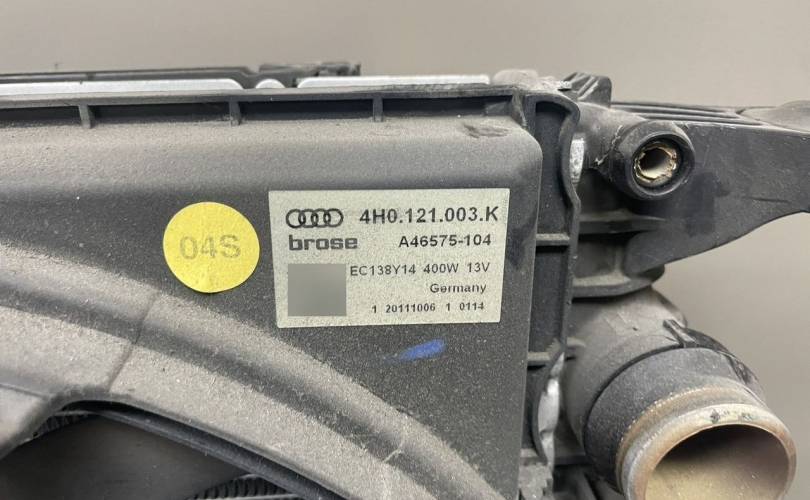 04S
4H0.121.003.K
brose A46575-104
EC138Y14 400W 13V
Germany
1 20111006 1 0114